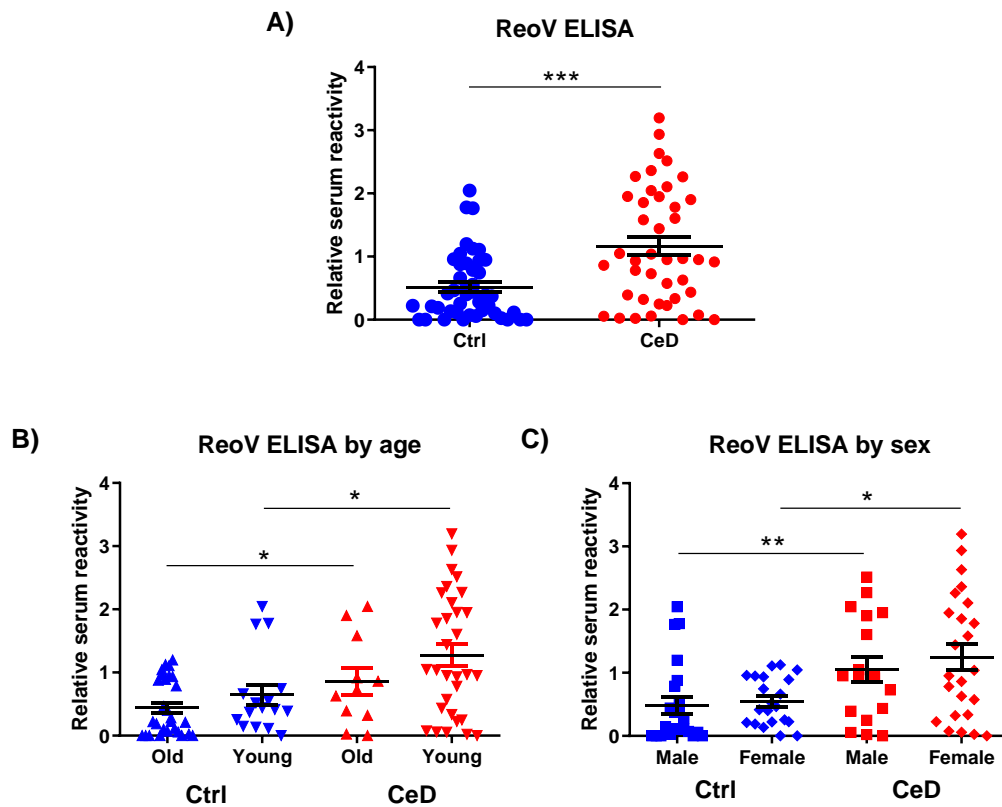 A)
ReoV ELISA
Relative serum reactivity
4
3
2
1
0
***
Ctrl
CeD
B)
ReoV ELISA by age
Relative serum reactivity
4
3
2
1
0
*
*
Old
Young
Old
Young
Ctrl
CeD
C)
ReoV ELISA by sex
Relative serum reactivity
4
3
2
1
0
*
**
Male
Female
Male
Female
Ctrl
CeD